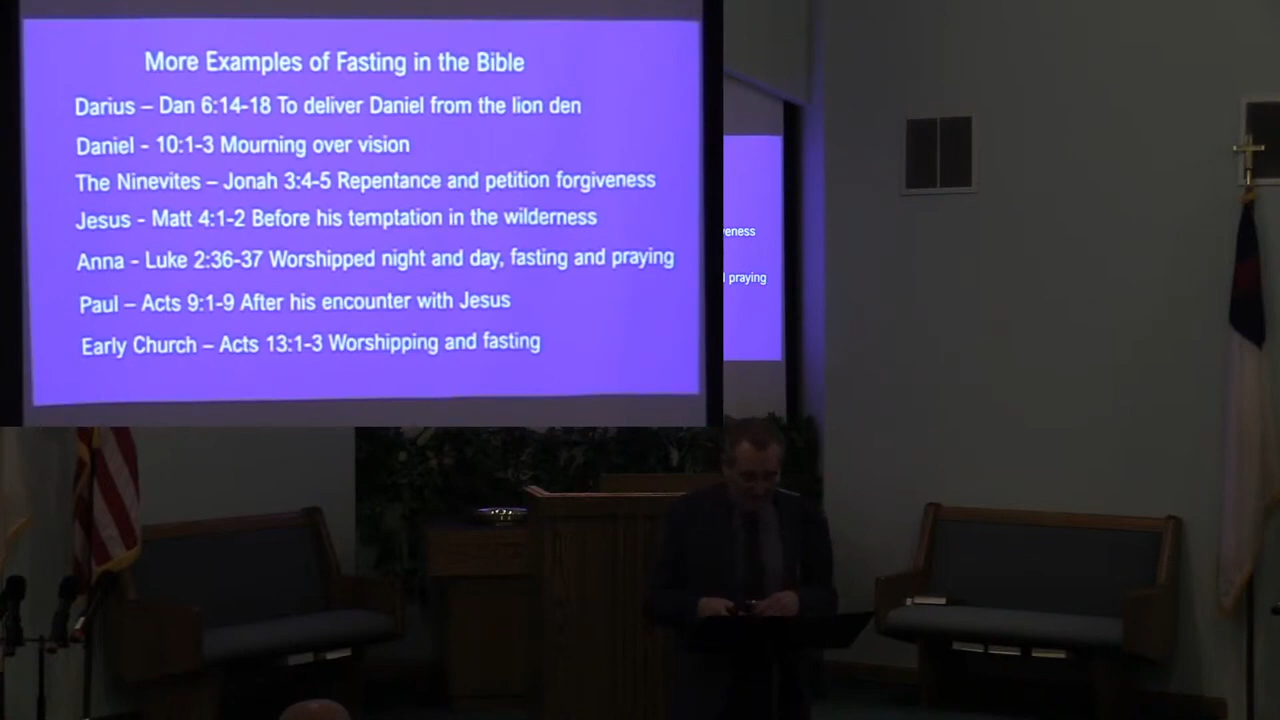 More Examples of Fasting in the Bible
Darius – Dan 6:14-18 To deliver Daniel from the lion den
Daniel - 10:1-3 Mourning over vision
The Ninevites – Jonah 3:4-5 Repentance and petition forgiveness
Jesus - Matt 4:1-2 Before his temptation in the wilderness
Anna - Luke 2:36-37 Worshipped night and day, fasting and praying
Paul – Acts 9:1-9 After his encounter with Jesus
Early Church – Acts 13:1-3 Worshipping and fasting
veness
praying